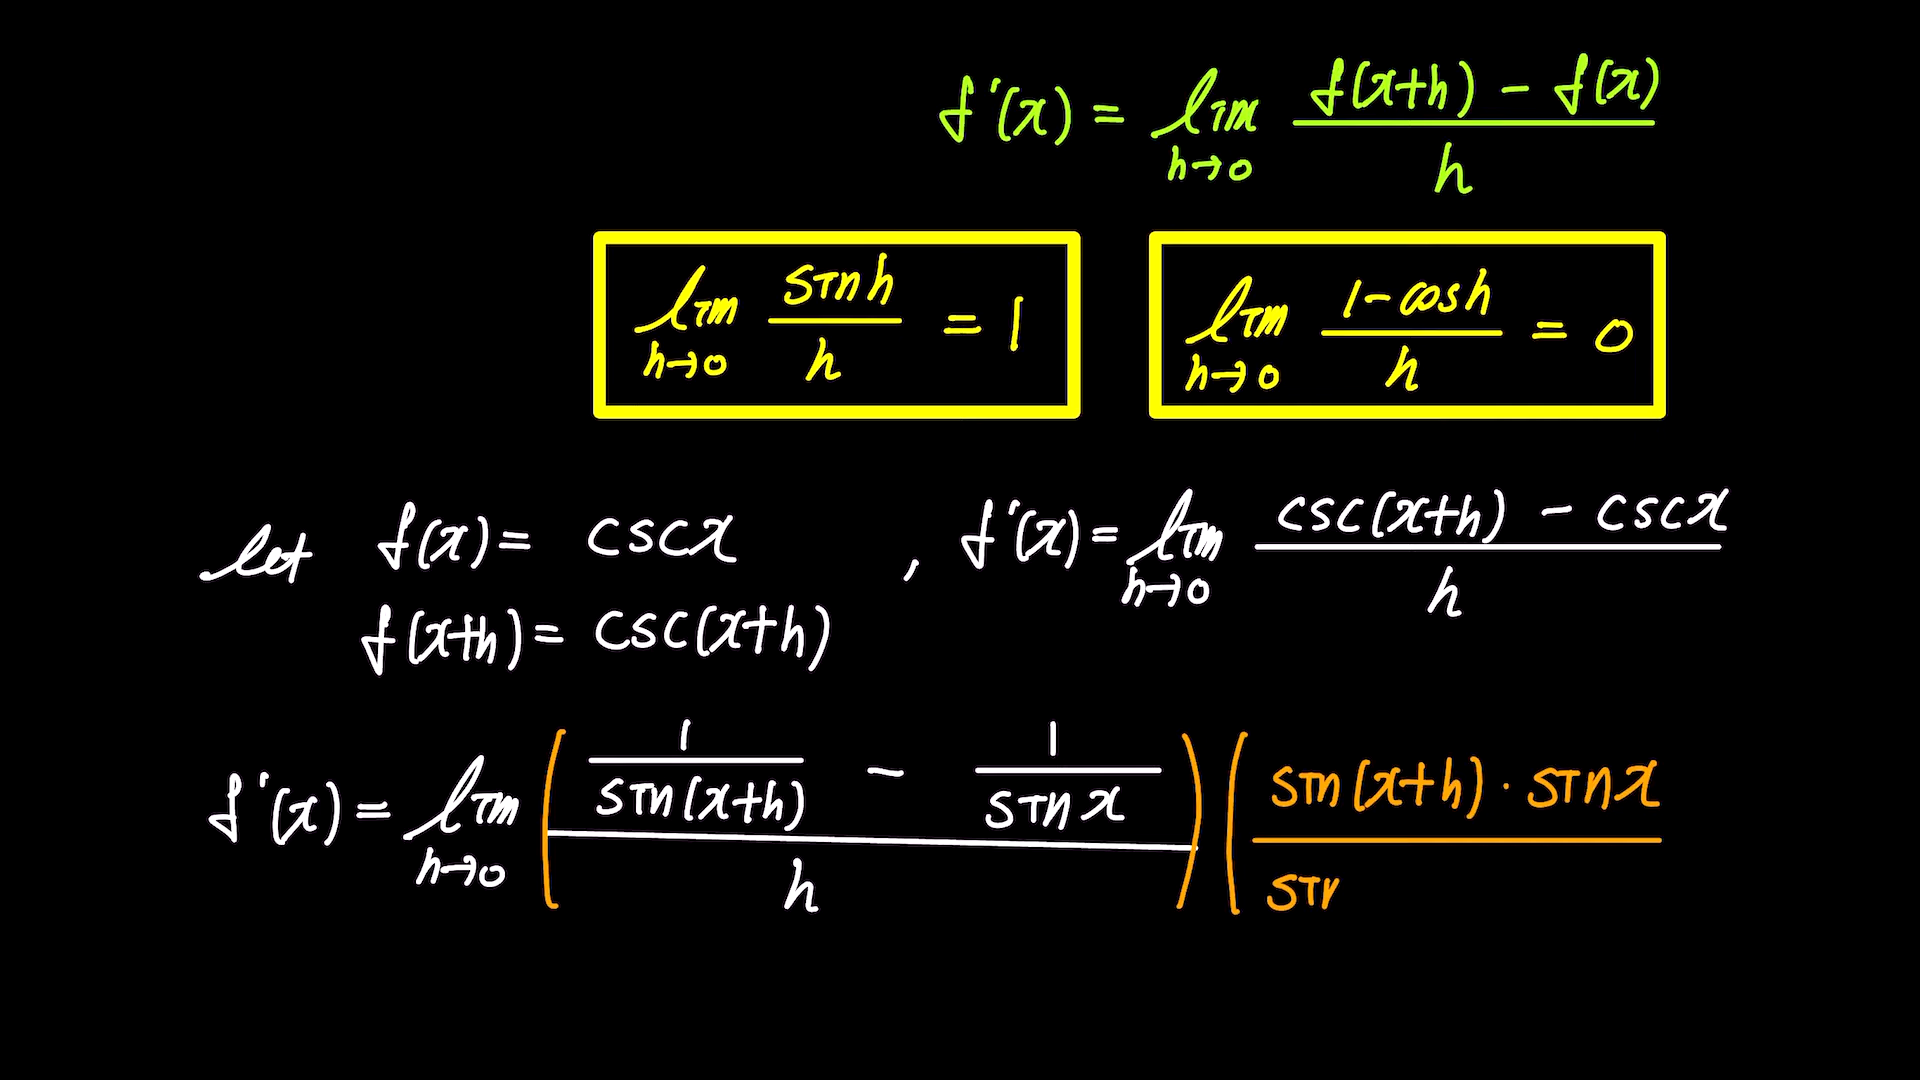 f'(x) = lim h→0 (f(x+h) - f(x)) / h
lim h→0 sin h / h = 1
lim h→0 (1 - cos h) / h = 0
let f(x) = csc x , f'(x) = lim h→0 (csc(x+h) - csc x) / h
f(x+h) = csc(x+h)
f'(x) = lim h→0 ( (1 / sin(x+h) - 1 / sin x) / h ) ( sin(x+h) · sin x / sin